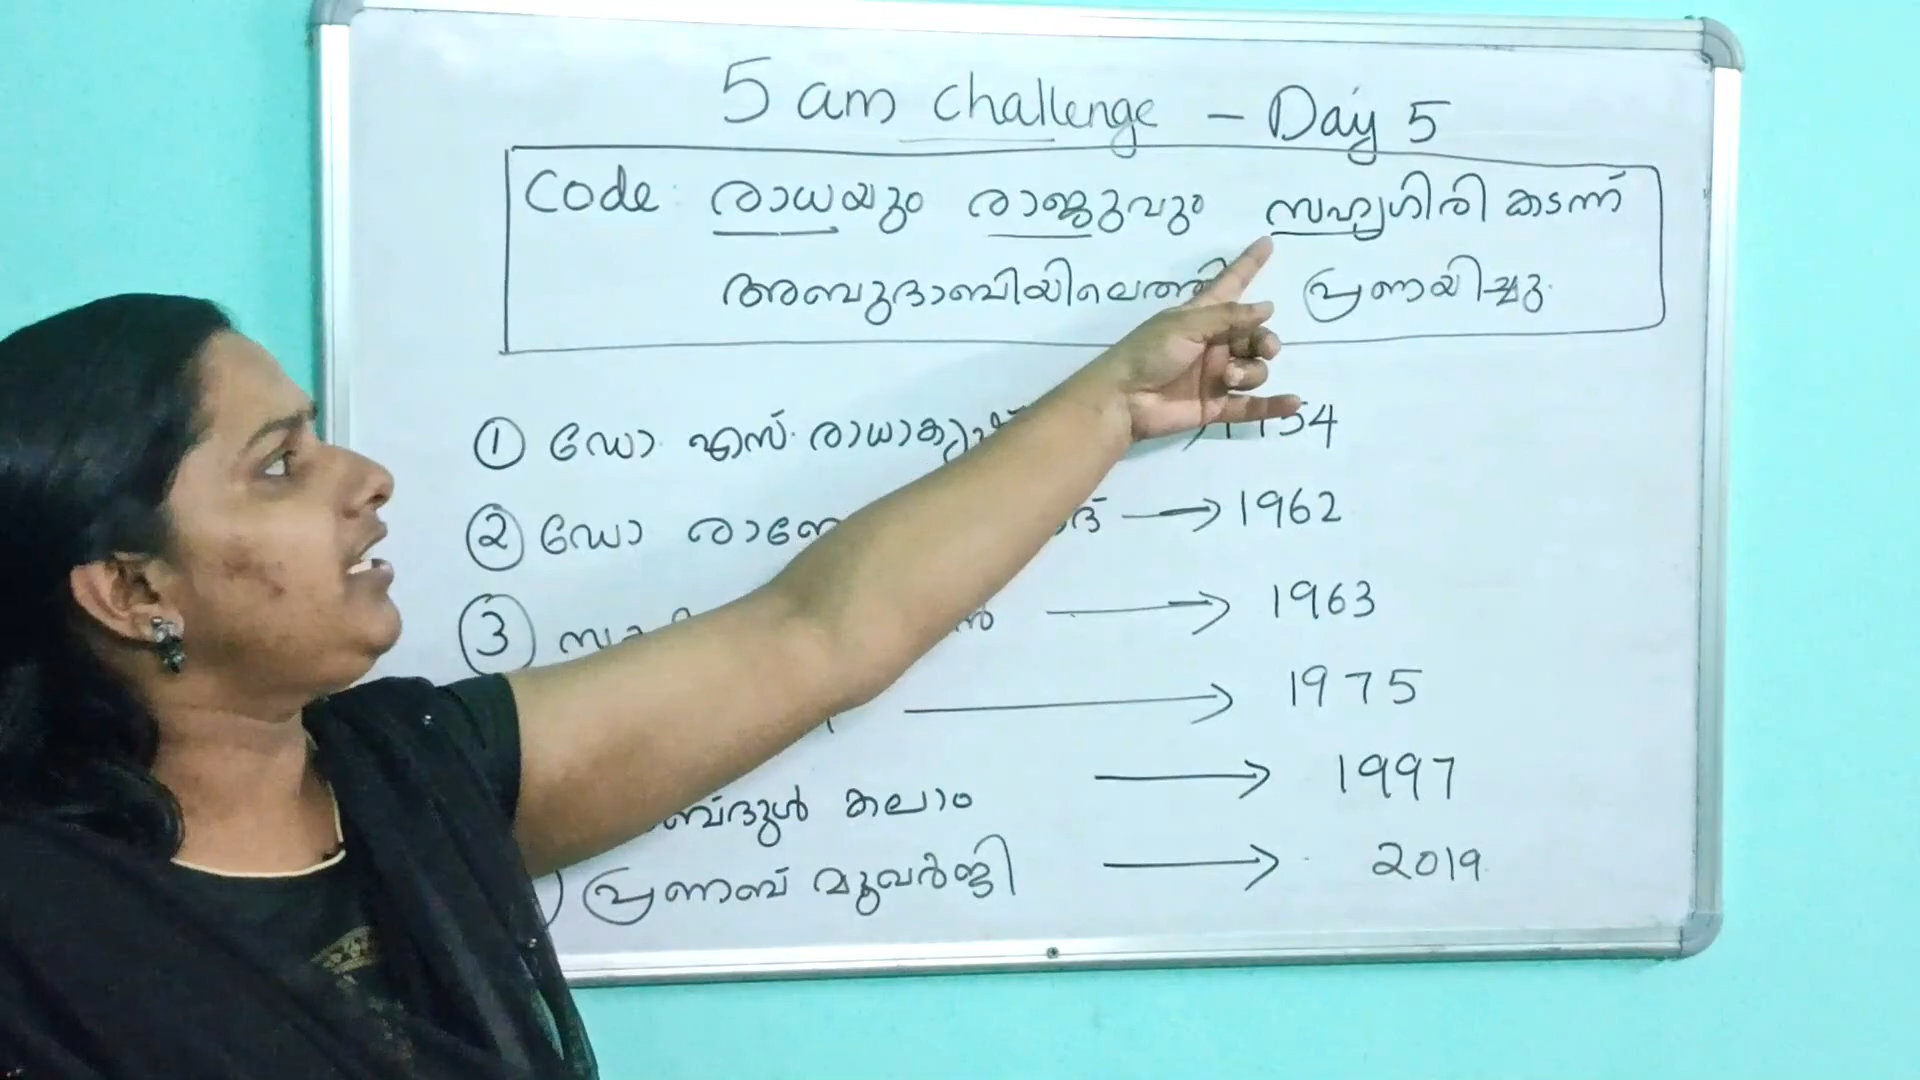 5 am challenge – Day 5
Code: രാധയും രാജുവും സഹ്യഗിരി കടന്ന്
അബുദാബിയിലെത്തി പ്രണയിച്ചു.
① ഡോ. എസ്. → 1954
② ഡോ → 1962
③ → 1963
→ 1975
കലാം → 1997
പ്രണബ് മുഖർജി → 2019